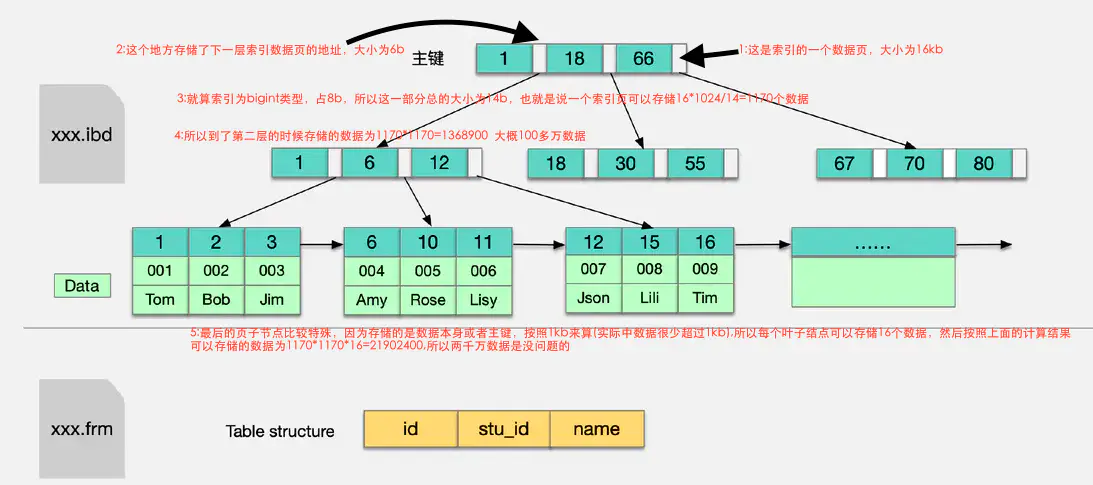 2:这个地方存储了下一层索引数据页的地址，大小为6b
主键
1 18 66
1:这是索引的一个数据页，大小为16kb
xxx.ibd
3:就算索引为bigint类型，占8b，所以这一部分总的大小为14b，也就是说一个索引页可以存储16*1024/14=1170个数据
4:所以到了第二层的时候存储的数据为1170*1170=1368900 大概100多万数据
1 6 12
18 30 55
67 70 80
1 2 3
6 10 11
12 15 16
……
Data
001 002 003
004 005 006
007 008 009
Tom Bob Jim
Amy Rose Lisy
Json Lili Tim
5:最后的页子节点比较特殊，因为存储的是数据本身或者主键，按照1kb来算(实际中数据很少超过1kb),所以每个叶子结点可以存储16个数据，然后按照上面的计算结果
可以存储的数据为1170*1170*16=21902400,所以两千万数据是没问题的
xxx.frm
Table structure
id stu_id name